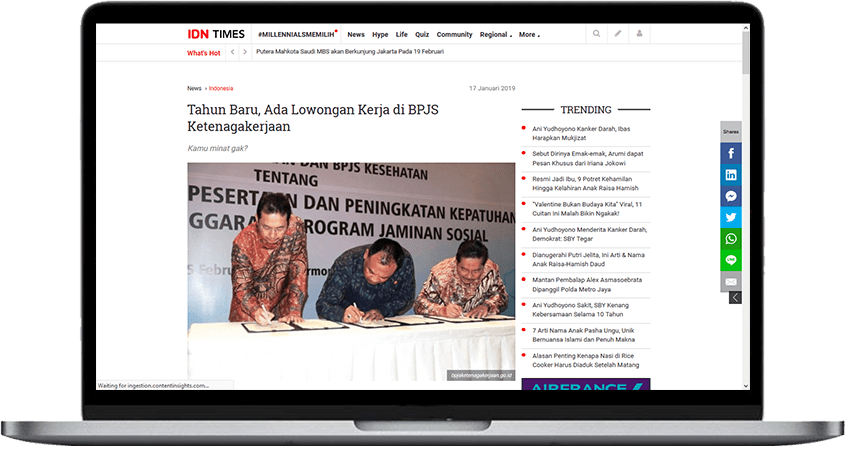 IDN TIMES
#MILLENNIALSMEMILIH
News
Hype
Life
Quiz
Community
Regional
More
What's Hot
Putera Mahkota Saudi MBS akan Berkunjung Jakarta Pada 19 Februari
News › Indonesia
17 Januari 2019
Tahun Baru, Ada Lowongan Kerja di BPJS
Ketenagakerjaan
Kamu minat gak?
AN DAN BPJS KESEHATAN
TENTANG
PESERTAAN DAN PENINGKATAN KEPATUHAN
GGARA PROGRAM JAMINAN SOSIAL
5 Februa
bpjsketenagakerjaan.go.id
TRENDING
Ani Yudhoyono Kanker Darah, Ibas
Harapkan Mukjizat
Sebut Dirinya Emak-emak, Arumi dapat
Pesan Khusus dari Iriana Jokowi
Resmi Jadi Ibu, 9 Potret Kehamilan
Hingga Kelahiran Anak Raisa Hamish
"Valentine Bukan Budaya Kita" Viral, 11
Cuitan Ini Malah Bikin Ngakak!
Ani Yudhoyono Menderita Kanker Darah,
Demokrat: SBY Tegar
Dianugerahi Putri Jelita, Ini Arti & Nama
Anak Raisa-Hamish Daud
Mantan Pembalap Alex Asmasoebrata
Dipanggil Polda Metro Jaya
Ani Yudhoyono Sakit, SBY Kenang
Kebersamaan Selama 10 Tahun
7 Arti Nama Anak Pasha Ungu, Unik
Bernuansa Islami dan Penuh Makna
Alasan Penting Kenapa Nasi di Rice
Cooker Harus Diaduk Setelah Matang
AIRFRANCE
Shares
Waiting for ingestion.contentinsights.com...